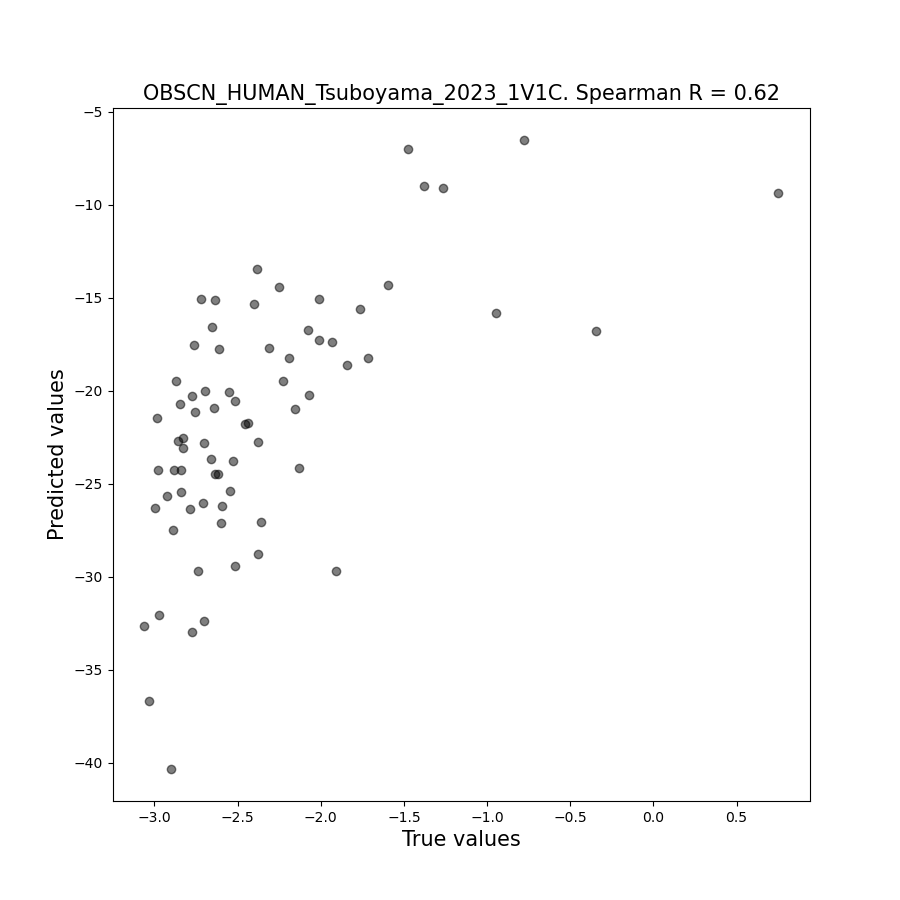 OBSCN_HUMAN_Tsuboyama_2023_1V1C. Spearman R = 0.62
−5
−10
−15
−20
−25
−30
−35
−40
Predicted values
−3.0 −2.5 −2.0 −1.5 −1.0 −0.5 0.0 0.5
True values